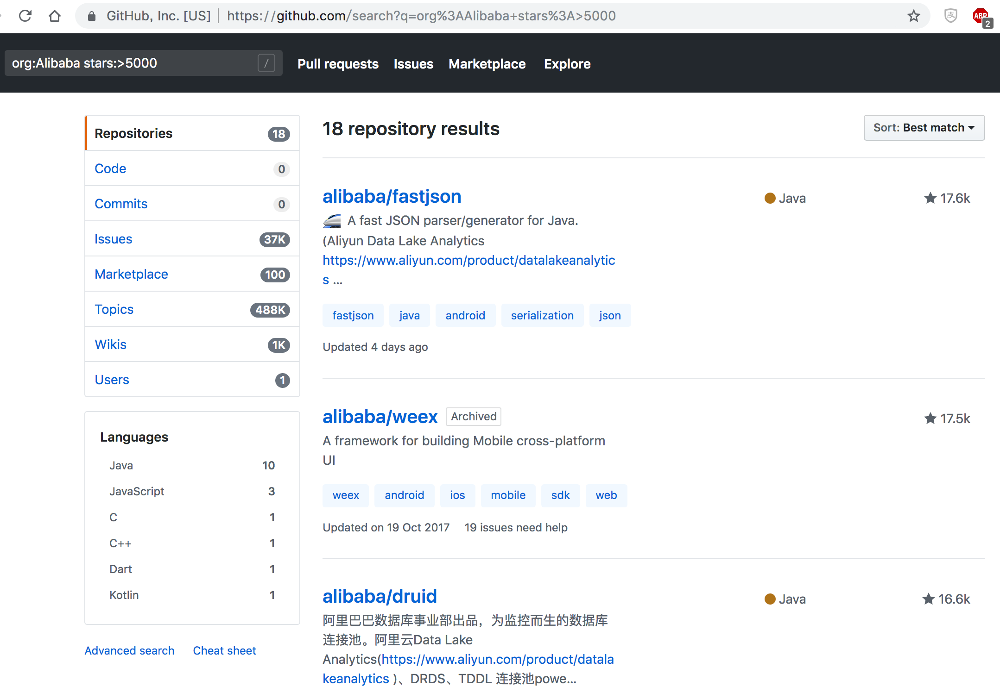 GitHub, Inc. [US] | https://github.com/search?q=org%3AAlibaba+stars%3A>5000
ABP
2
org:Alibaba stars:>5000 /
Pull requests Issues Marketplace Explore
Repositories 18
Code 0
Commits 0
Issues 37K
Marketplace 100
Topics 488K
Wikis 1K
Users 1
Languages
Java 10
JavaScript 3
C 1
C++ 1
Dart 1
Kotlin 1
Advanced search Cheat sheet
18 repository results
Sort: Best match
alibaba/fastjson
Java
17.6k
A fast JSON parser/generator for Java.
(Aliyun Data Lake Analytics
https://www.aliyun.com/product/datalakeanalytic
s ...
fastjson java android serialization json
Updated 4 days ago
alibaba/weex Archived
17.5k
A framework for building Mobile cross-platform
UI
weex android ios mobile sdk web
Updated on 19 Oct 2017 19 issues need help
alibaba/druid
Java
16.6k
阿里巴巴数据库事业部出品，为监控而生的数据库
连接池。阿里云Data Lake
Analytics(https://www.aliyun.com/product/datala
keanalytics )、DRDS、TDDL 连接池powe...